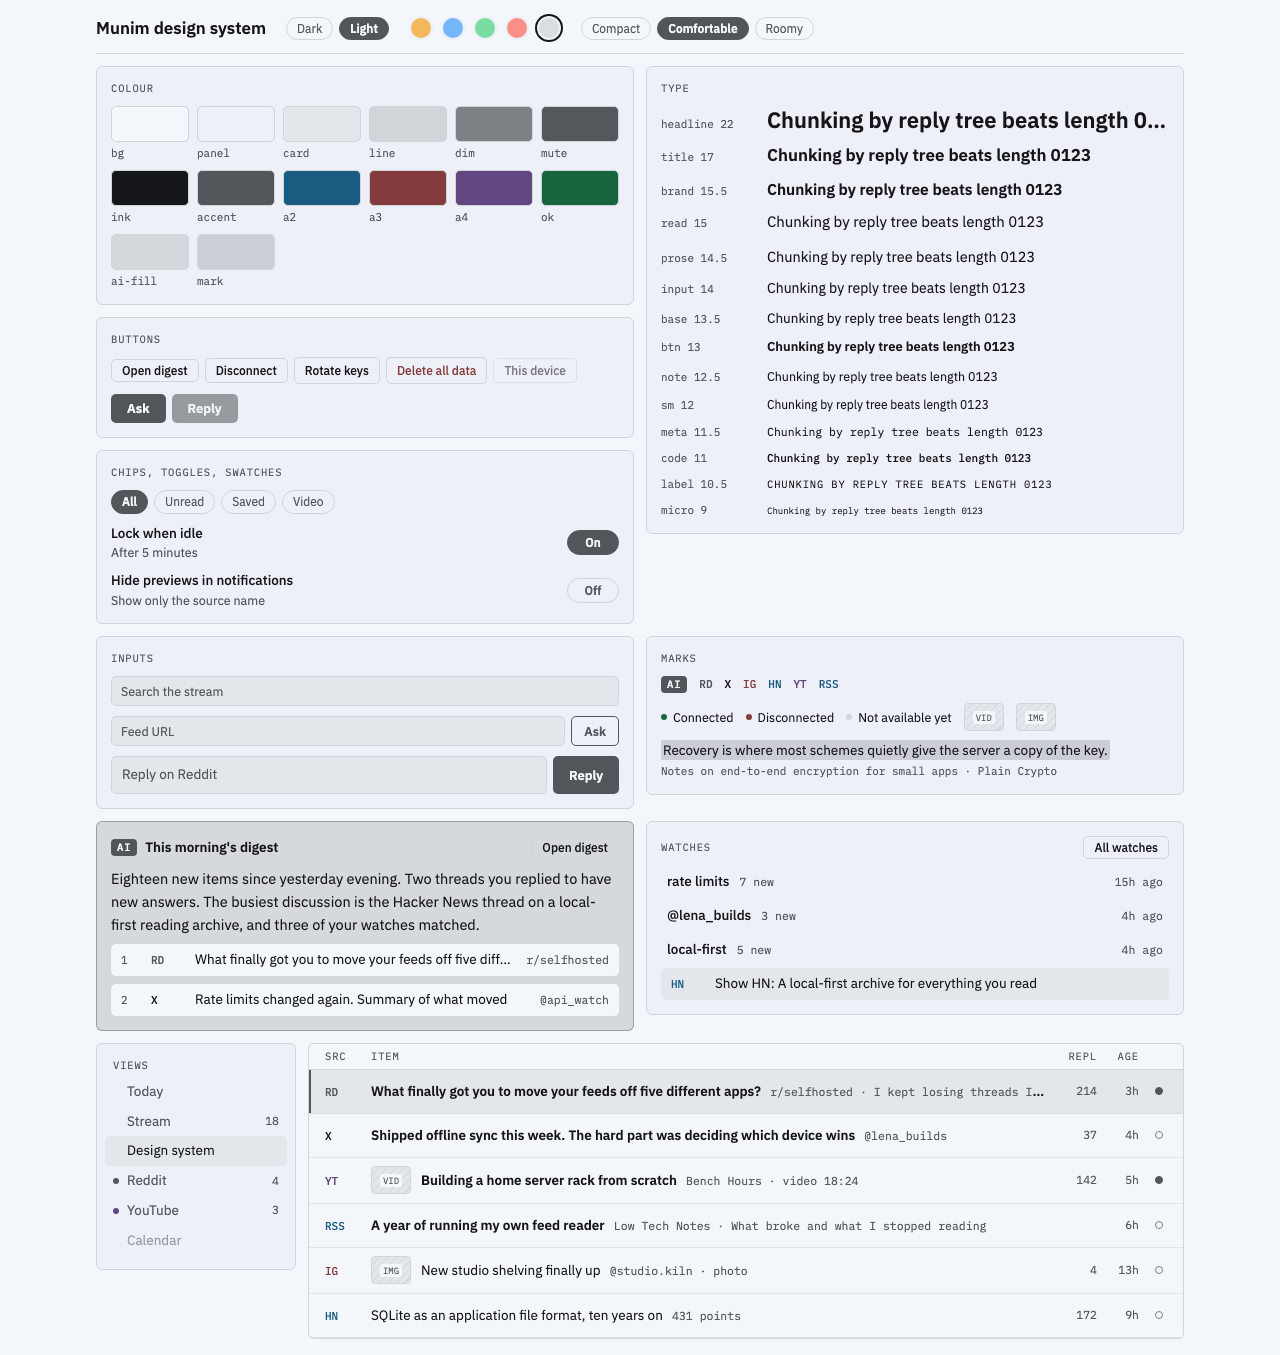 Munim design system Dark Light Compact Comfortable Roomy
COLOUR
bg panel card line dim mute
ink accent a2 a3 a4 ok
ai-fill mark
TYPE
headline 22 Chunking by reply tree beats length 0…
title 17 Chunking by reply tree beats length 0123
brand 15.5 Chunking by reply tree beats length 0123
read 15 Chunking by reply tree beats length 0123
prose 14.5 Chunking by reply tree beats length 0123
input 14 Chunking by reply tree beats length 0123
base 13.5 Chunking by reply tree beats length 0123
btn 13 Chunking by reply tree beats length 0123
note 12.5 Chunking by reply tree beats length 0123
sm 12 Chunking by reply tree beats length 0123
meta 11.5 Chunking by reply tree beats length 0123
code 11 Chunking by reply tree beats length 0123
label 10.5 CHUNKING BY REPLY TREE BEATS LENGTH 0123
micro 9 Chunking by reply tree beats length 0123
BUTTONS
Open digest Disconnect Rotate keys Delete all data This device
Ask Reply
CHIPS, TOGGLES, SWATCHES
All Unread Saved Video
Lock when idle
After 5 minutes
On
Hide previews in notifications
Show only the source name
Off
INPUTS
Search the stream
Feed URL Ask
Reply on Reddit Reply
MARKS
AI RD X IG HN YT RSS
Connected Disconnected Not available yet VID IMG
Recovery is where most schemes quietly give the server a copy of the key.
Notes on end-to-end encryption for small apps · Plain Crypto
AI This morning's digest Open digest
Eighteen new items since yesterday evening. Two threads you replied to have
new answers. The busiest discussion is the Hacker News thread on a local-
first reading archive, and three of your watches matched.
1 RD What finally got you to move your feeds off five diff… r/selfhosted
2 X Rate limits changed again. Summary of what moved @api_watch
WATCHES All watches
rate limits 7 new 15h ago
@lena_builds 3 new 4h ago
local-first 5 new 4h ago
HN Show HN: A local-first archive for everything you read
VIEWS
Today
Stream 18
Design system
Reddit 4
YouTube 3
Calendar
SRC ITEM REPL AGE
RD What finally got you to move your feeds off five different apps? r/selfhosted · I kept losing threads I… 214 3h
X Shipped offline sync this week. The hard part was deciding which device wins @lena_builds 37 4h
YT VID Building a home server rack from scratch Bench Hours · video 18:24 142 5h
RSS A year of running my own feed reader Low Tech Notes · What broke and what I stopped reading 6h
IG IMG New studio shelving finally up @studio.kiln · photo 4 13h
HN SQLite as an application file format, ten years on 431 points 172 9h